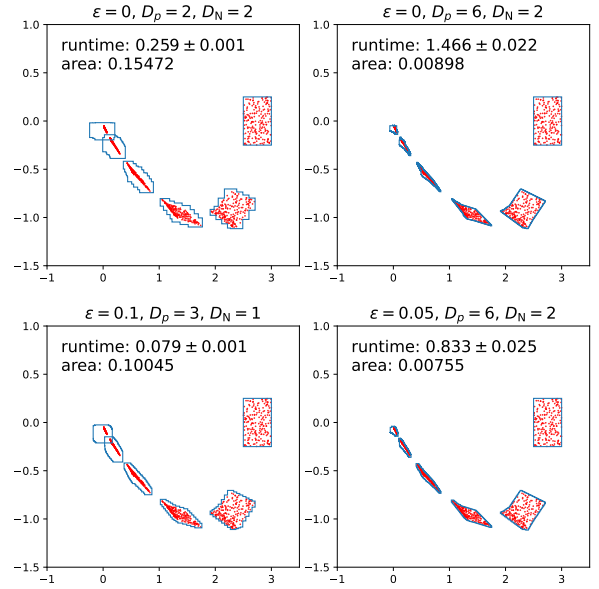 ε = 0, D_p = 2, D_N = 2
runtime: 0.259 ± 0.001
area: 0.15472
1.0
0.5
0.0
−0.5
−1.0
−1.5
−1 0 1 2 3
ε = 0, D_p = 6, D_N = 2
runtime: 1.466 ± 0.022
area: 0.00898
1.0
0.5
0.0
−0.5
−1.0
−1.5
−1 0 1 2 3
ε = 0.1, D_p = 3, D_N = 1
runtime: 0.079 ± 0.001
area: 0.10045
1.0
0.5
0.0
−0.5
−1.0
−1.5
−1 0 1 2 3
ε = 0.05, D_p = 6, D_N = 2
runtime: 0.833 ± 0.025
area: 0.00755
1.0
0.5
0.0
−0.5
−1.0
−1.5
−1 0 1 2 3